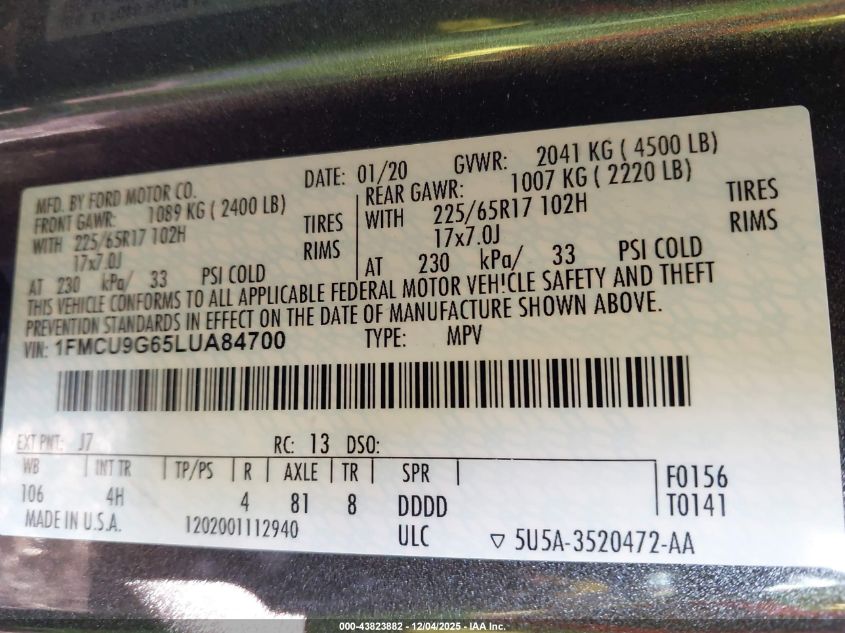 MFD. BY FORD MOTOR CO. DATE: 01/20 GVWR: 2041 KG ( 4500 LB)
FRONT GAWR: 1089 KG ( 2400 LB) REAR GAWR: 1007 KG ( 2220 LB)
WITH 225/65R17 102H TIRES WITH 225/65R17 102H TIRES
17x7.0J RIMS 17x7.0J RIMS
AT 230 kPa/ 33 PSI COLD AT 230 kPa/ 33 PSI COLD
THIS VEHICLE CONFORMS TO ALL APPLICABLE FEDERAL MOTOR VEHICLE SAFETY AND THEFT
PREVENTION STANDARDS IN EFFECT ON THE DATE OF MANUFACTURE SHOWN ABOVE.
VIN: 1FMCU9G65LUA84700 TYPE: MPV
EXT PNT: J7 RC: 13 DSO:
WB INT TR TP/PS R AXLE TR SPR F0156
106 4H 4 81 8 DDDD T0141
MADE IN U.S.A. 1202001112940 ULC ▽ 5U5A-3520472-AA
000-43823882 - 12/04/2025 - IAA Inc.